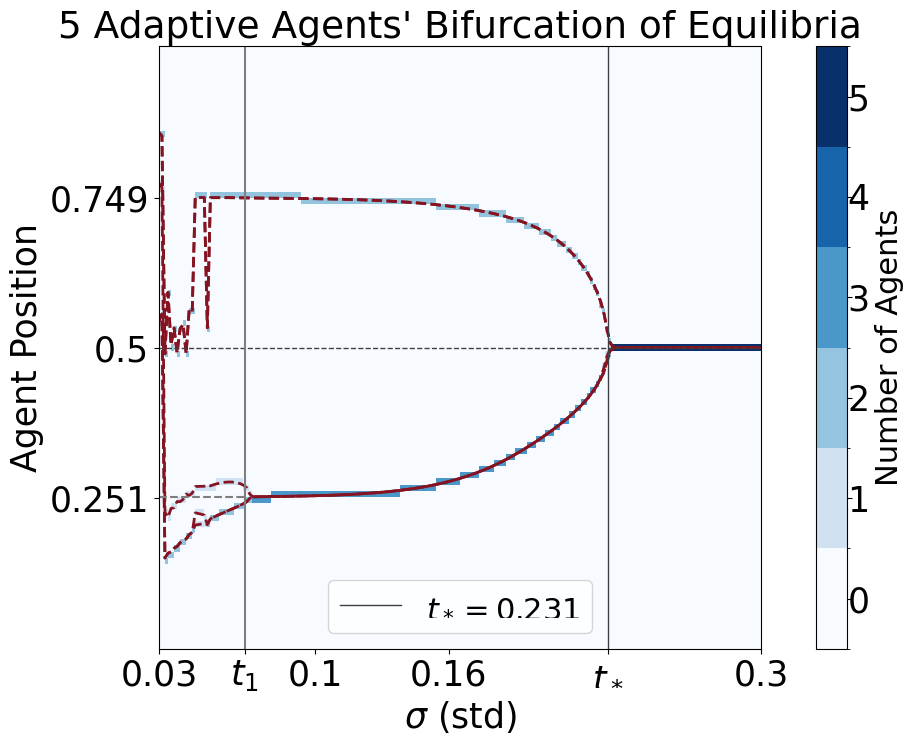 5 Adaptive Agents' Bifurcation of Equilibria
Agent Position
0.749
0.5
0.251
0.03
t₁
0.1
0.16
t*
0.3
σ (std)
t* = 0.231
5
4
3
2
1
0
Number of Agents